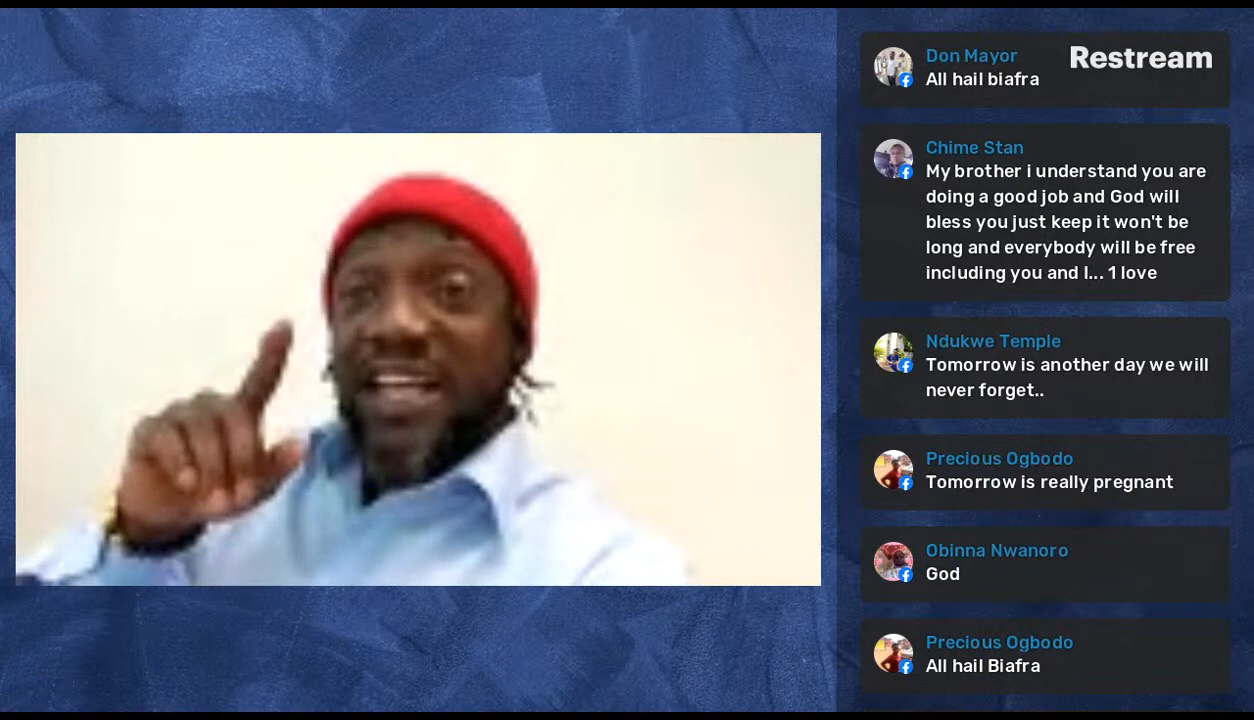 Restream
Don Mayor
All hail biafra
Chime Stan
My brother i understand you are
doing a good job and God will
bless you just keep it won't be
long and everybody will be free
including you and I... 1 love
Ndukwe Temple
Tomorrow is another day we will
never forget..
Precious Ogbodo
Tomorrow is really pregnant
Obinna Nwanoro
God
Precious Ogbodo
All hail Biafra